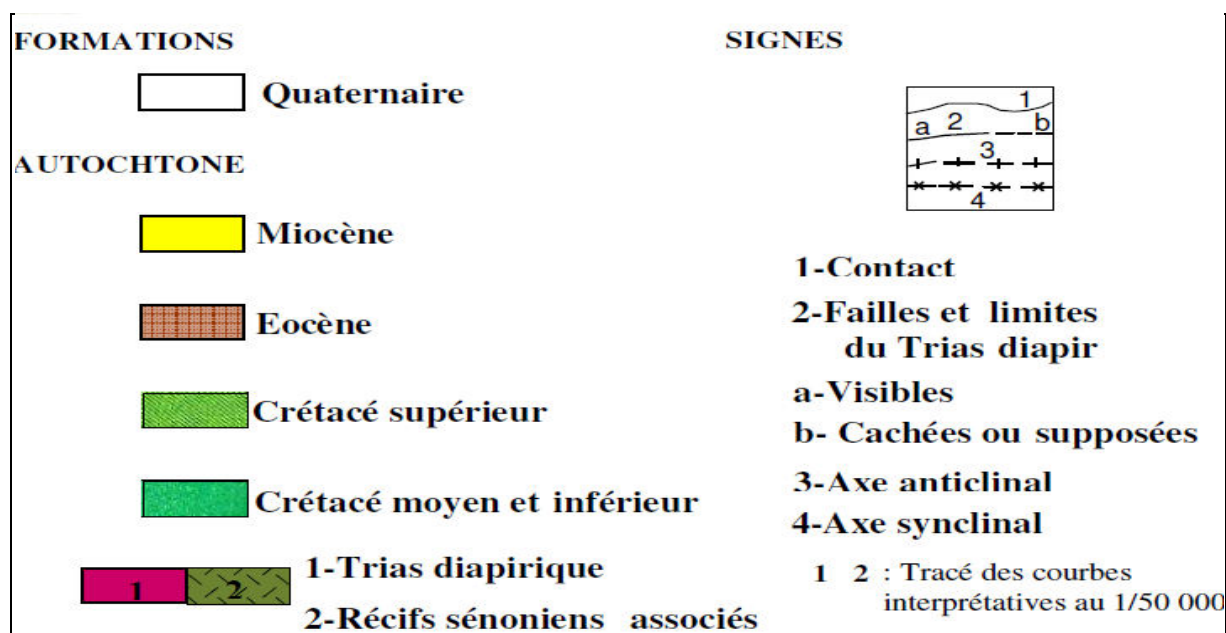 FORMATIONS
Quaternaire
AUTOCHTONE
Miocène
Eocène
Crétacé supérieur
Crétacé moyen et inférieur
1
2
1-Trias diapirique
2-Récifs sénoniens associés
SIGNES
1
a 2 b
3
4
1-Contact
2-Failles et limites
du Trias diapir
a-Visibles
b- Cachées ou supposées
3-Axe anticlinal
4-Axe synclinal
1 2 : Tracé des courbes
interprétatives au 1/50 000